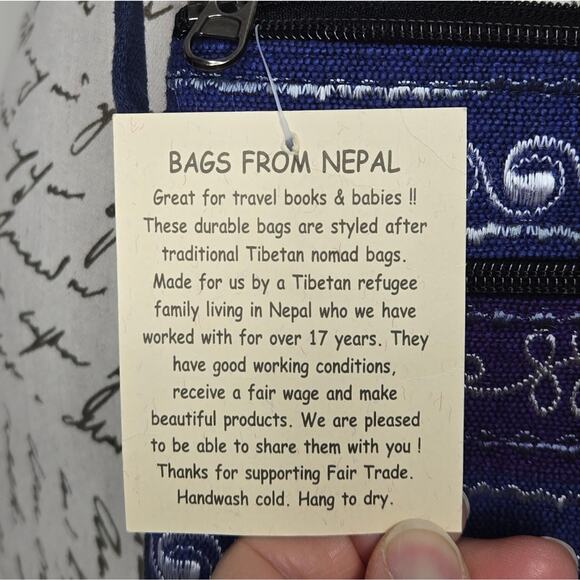 BAGS FROM NEPAL
Great for travel books & babies !!
These durable bags are styled after
traditional Tibetan nomad bags.
Made for us by a Tibetan refugee
family living in Nepal who we have
worked with for over 17 years. They
have good working conditions,
receive a fair wage and make
beautiful products. We are pleased
to be able to share them with you !
Thanks for supporting Fair Trade.
Handwash cold. Hang to dry.